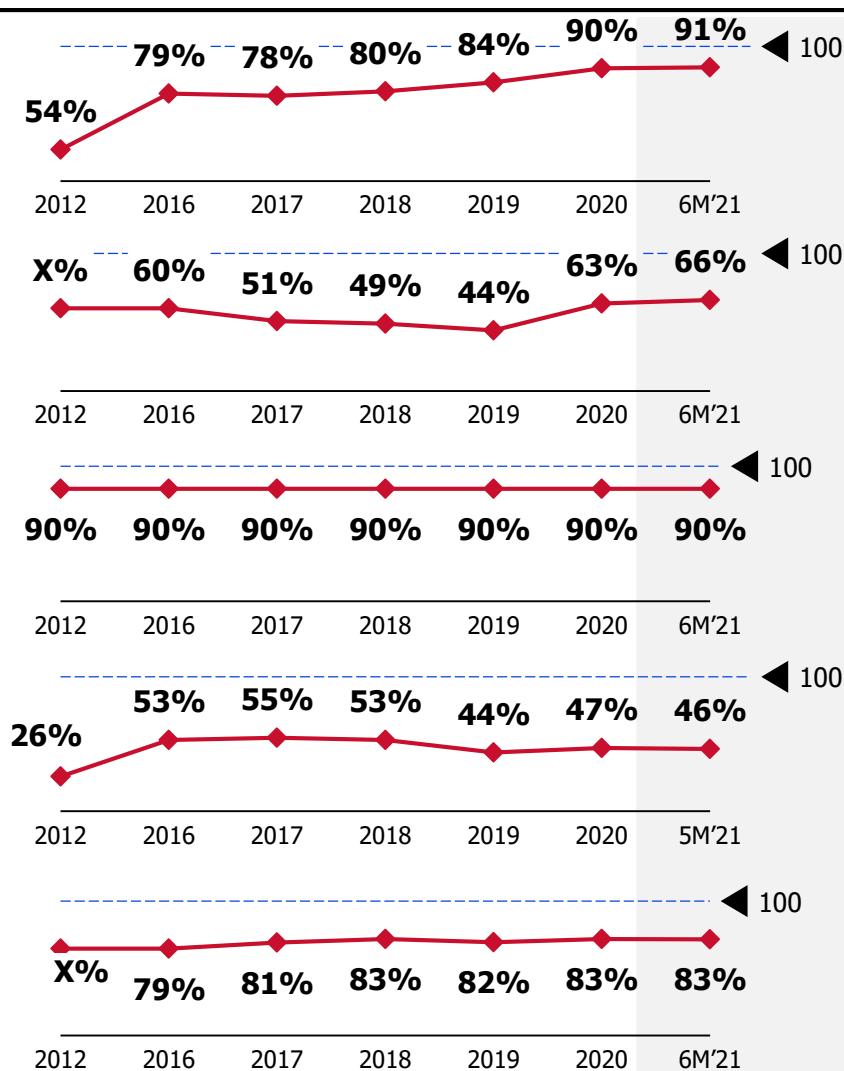 54% 79% 78% 80% 84% 90% 91% 100
2012 2016 2017 2018 2019 2020 6M'21
X% 60% 51% 49% 44% 63% 66% 100
2012 2016 2017 2018 2019 2020 6M'21
100
90% 90% 90% 90% 90% 90% 90%
2012 2016 2017 2018 2019 2020 6M'21
100
26% 53% 55% 53% 44% 47% 46%
2012 2016 2017 2018 2019 2020 5M'21
100
X% 79% 81% 83% 82% 83% 83%
2012 2016 2017 2018 2019 2020 6M'21